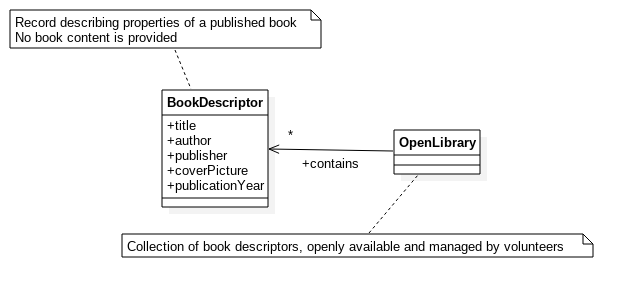 Record describing properties of a published book
No book content is provided
BookDescriptor
+title
+author
+publisher
+coverPicture
+publicationYear
*
+contains
OpenLibrary
Collection of book descriptors, openly available and managed by volunteers